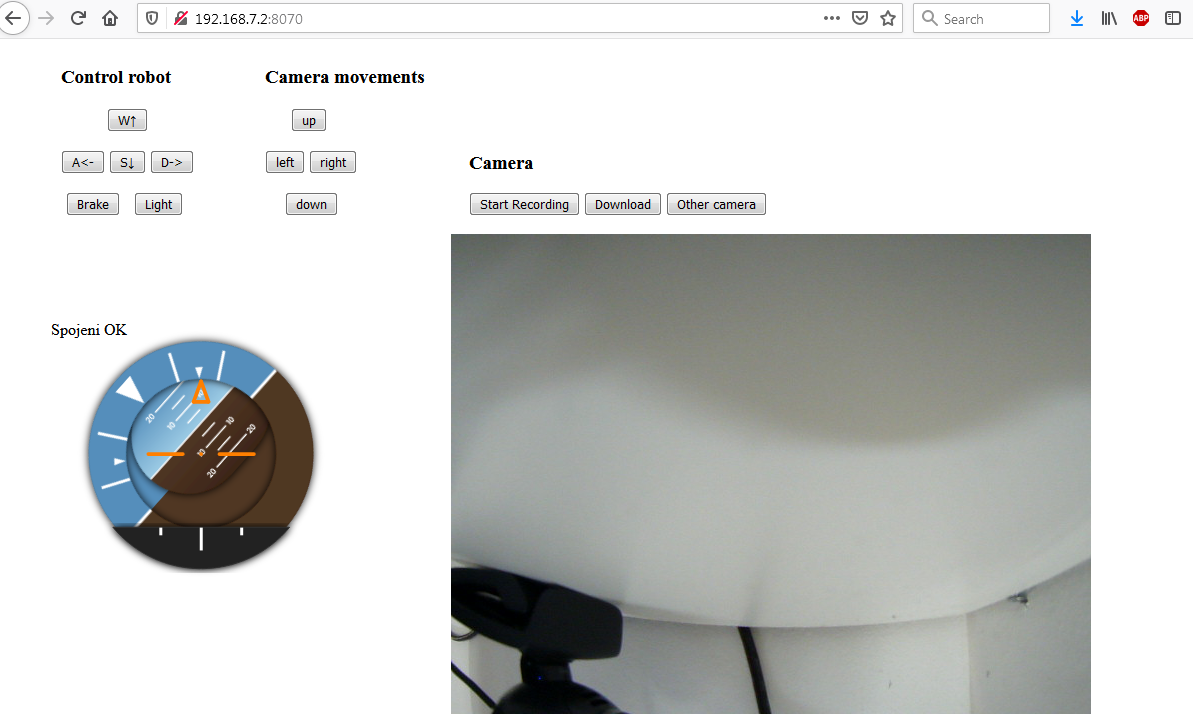 192.168.7.2:8070
Search
ABP
Control robot
Camera movements
W↑
up
A<- S↓ D->
left right
Camera
Brake Light
down
Start Recording Download Other camera
Spojeni OK
20
10
10
20
10
20